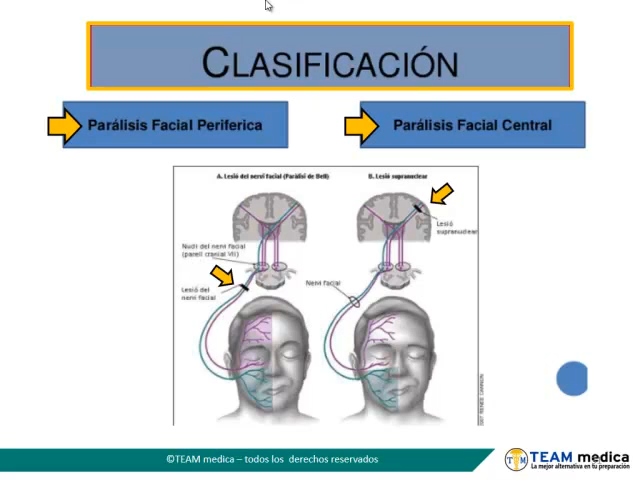 CLASIFICACIÓN
Parálisis Facial Periferica
Parálisis Facial Central
A. Lesió del nervi facial (Paràlisi de Bell)
B. Lesió supranuclear
Lesió
supranuclear
Nucli del nervi facial
(parell cranial VII)
Nervi facial
Lesió del
nervi facial
©TEAM medica – todos los derechos reservados
TM
TEAM medica
La mejor alternativa en tu preparación